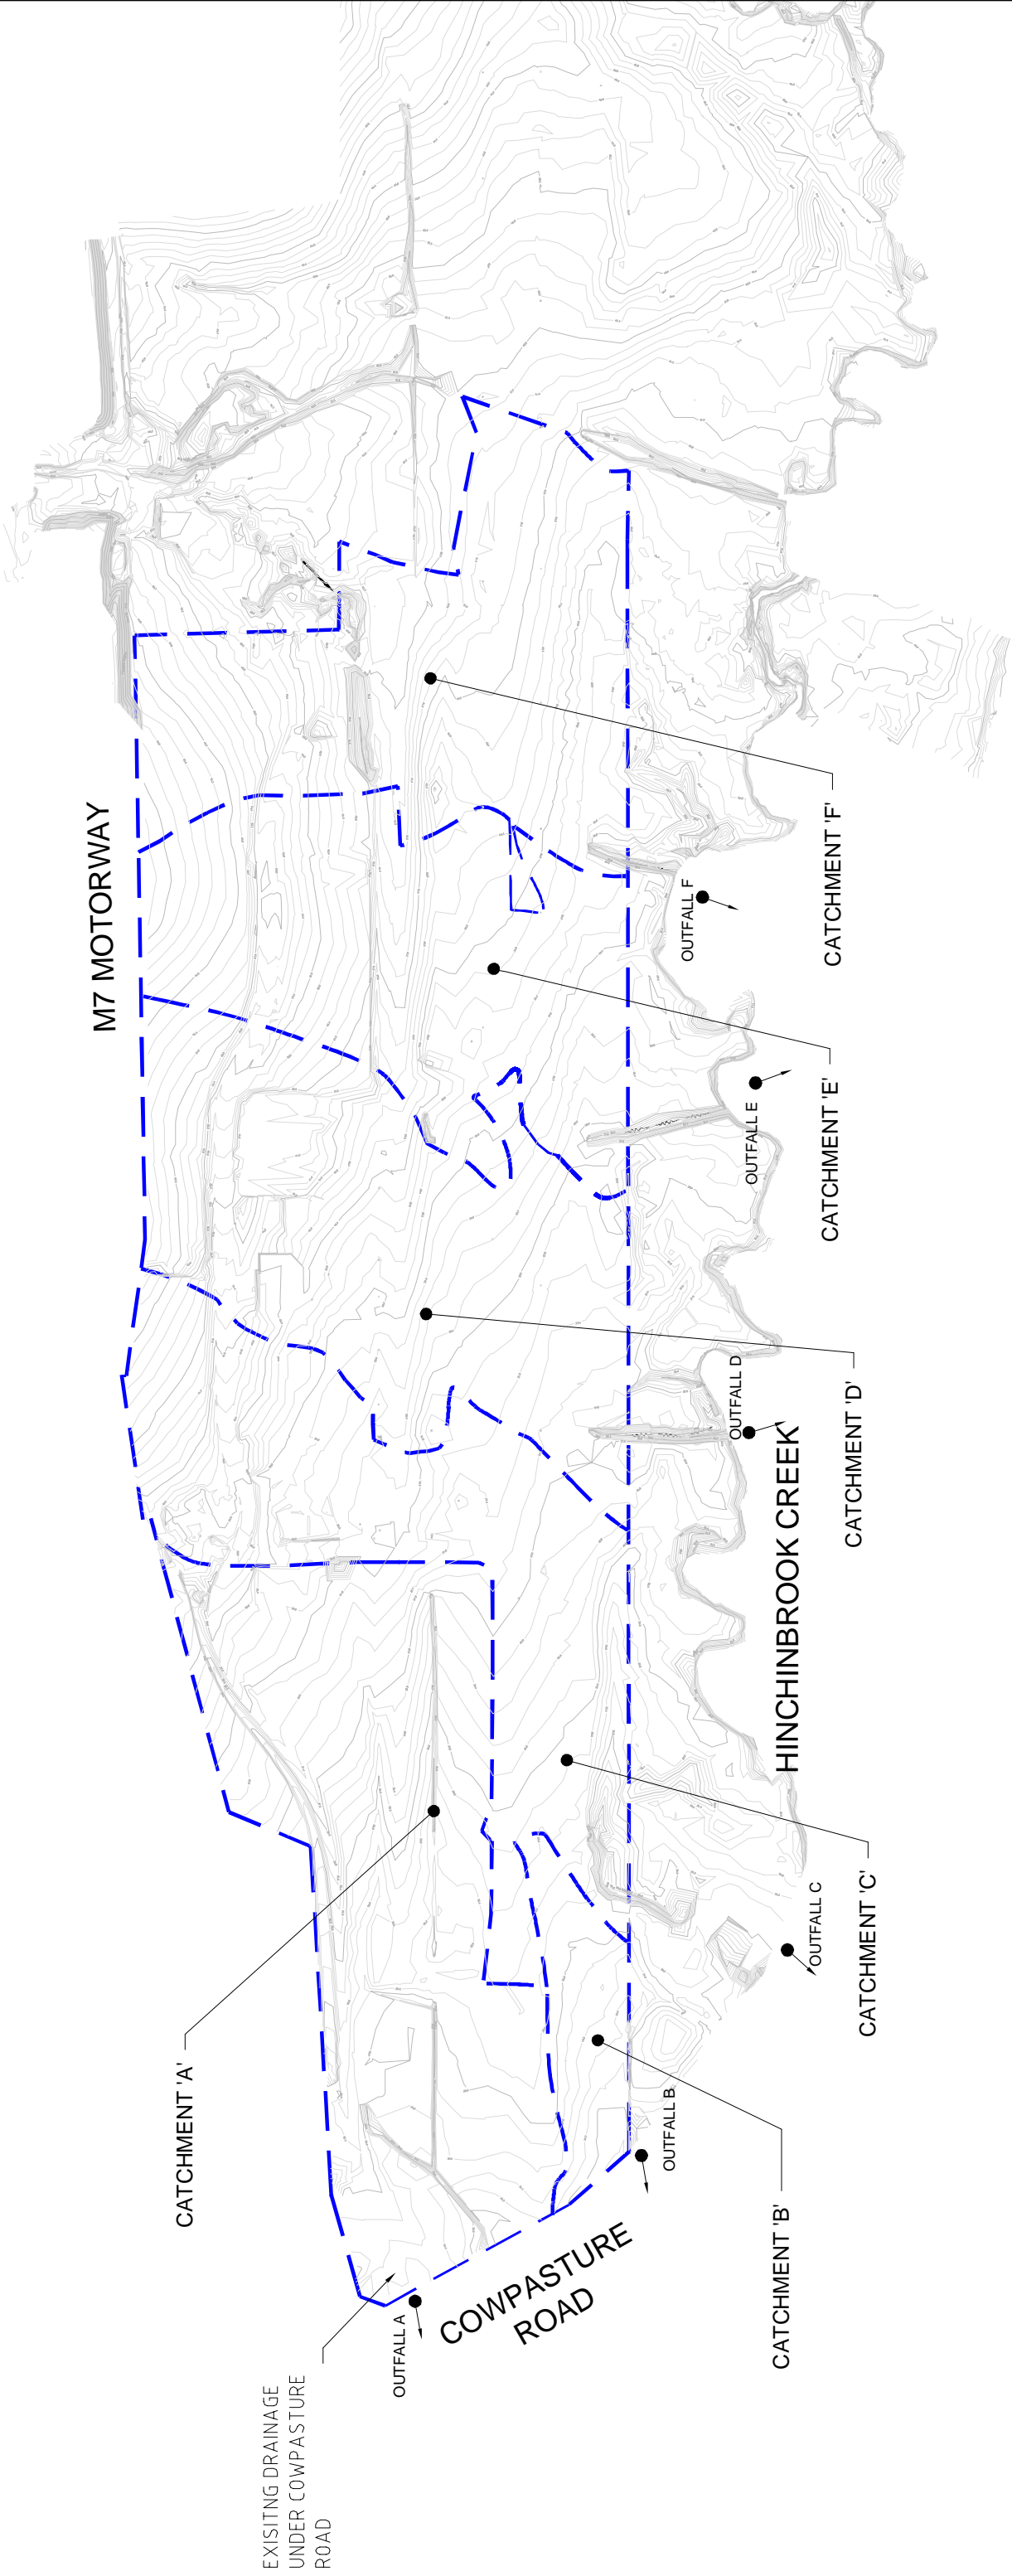 M7 MOTORWAY
CATCHMENT 'F'
OUTFALL F
CATCHMENT 'E'
OUTFALL E
CATCHMENT 'D'
OUTFALL D
HINCHINBROOK CREEK
CATCHMENT 'C'
OUTFALL C
CATCHMENT 'A'
CATCHMENT 'B'
OUTFALL B
COWPASTURE
ROAD
OUTFALL A
EXISITNG DRAINAGE
UNDER COWPASTURE
ROAD